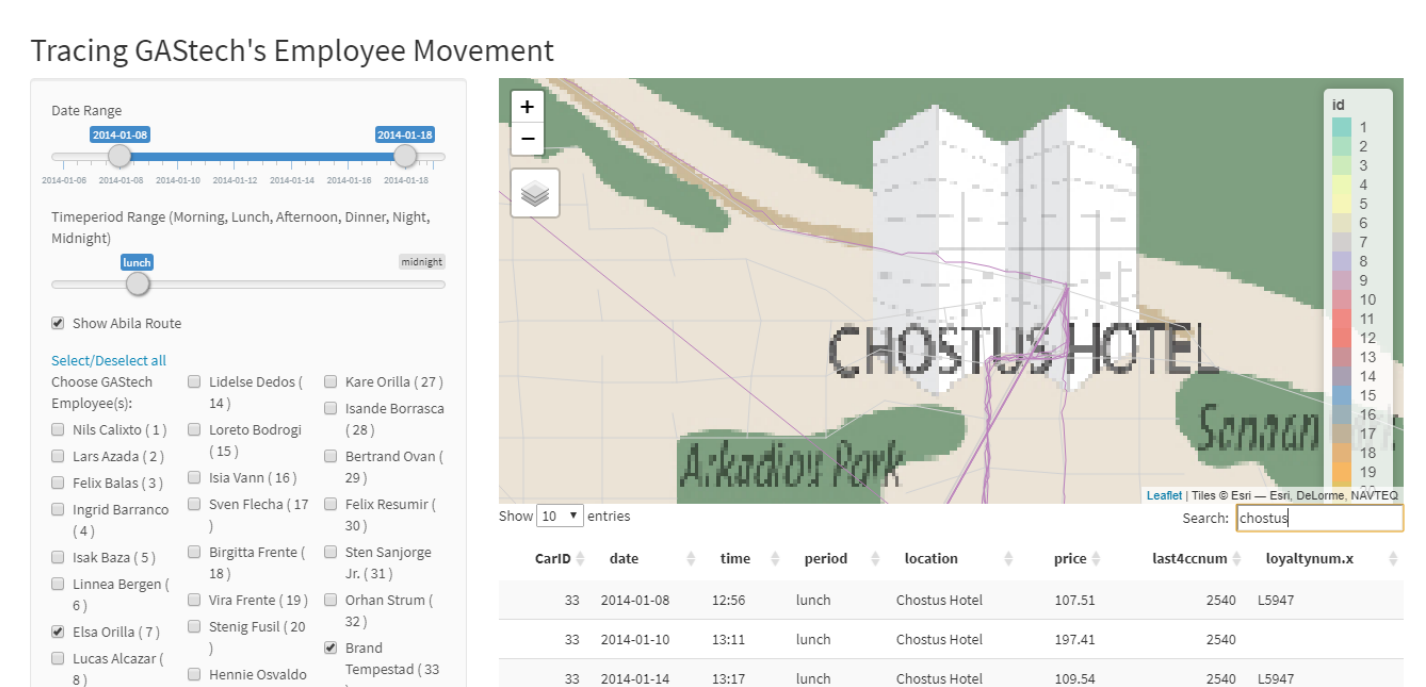 Tracing GAStech's Employee Movement
Date Range
2014-01-08
2014-01-18
2014-01-06 2014-01-08 2014-01-10 2014-01-12 2014-01-14 2014-01-16 2014-01-18
Timeperiod Range (Morning, Lunch, Afternoon, Dinner, Night,
Midnight)
lunch
midnight
Show Abila Route
Select/Deselect all
Choose GAStech
Employee(s):
Nils Calixto ( 1 )
Lars Azada ( 2 )
Felix Balas ( 3 )
Ingrid Barranco
( 4 )
Isak Baza ( 5 )
Linnea Bergen (
6 )
Elsa Orilla ( 7 )
Lucas Alcazar (
8 )
Lidelse Dedos (
14 )
Loreto Bodrogi
( 15 )
Isia Vann ( 16 )
Sven Flecha ( 17
)
Birgitta Frente (
18 )
Vira Frente ( 19 )
Stenig Fusil ( 20
)
Hennie Osvaldo
Kare Orilla ( 27 )
Isande Borrasca
( 28 )
Bertrand Ovan (
29 )
Felix Resumir (
30 )
Sten Sanjorge
Jr. ( 31 )
Orhan Strum (
32 )
Brand
Tempestad ( 33
+
−
CHOSTUS HOTEL
Arkadios Park
Sannan
id
1
2
3
4
5
6
7
8
9
10
11
12
13
14
15
16
17
18
19
Leaflet | Tiles © Esri — Esri, DeLorme, NAVTEQ
Show 10 entries
Search: chostus
CarID date time period location price last4ccnum loyaltynum.x
33 2014-01-08 12:56 lunch Chostus Hotel 107.51 2540 L5947
33 2014-01-10 13:11 lunch Chostus Hotel 197.41 2540
33 2014-01-14 13:17 lunch Chostus Hotel 109.54 2540 L5947